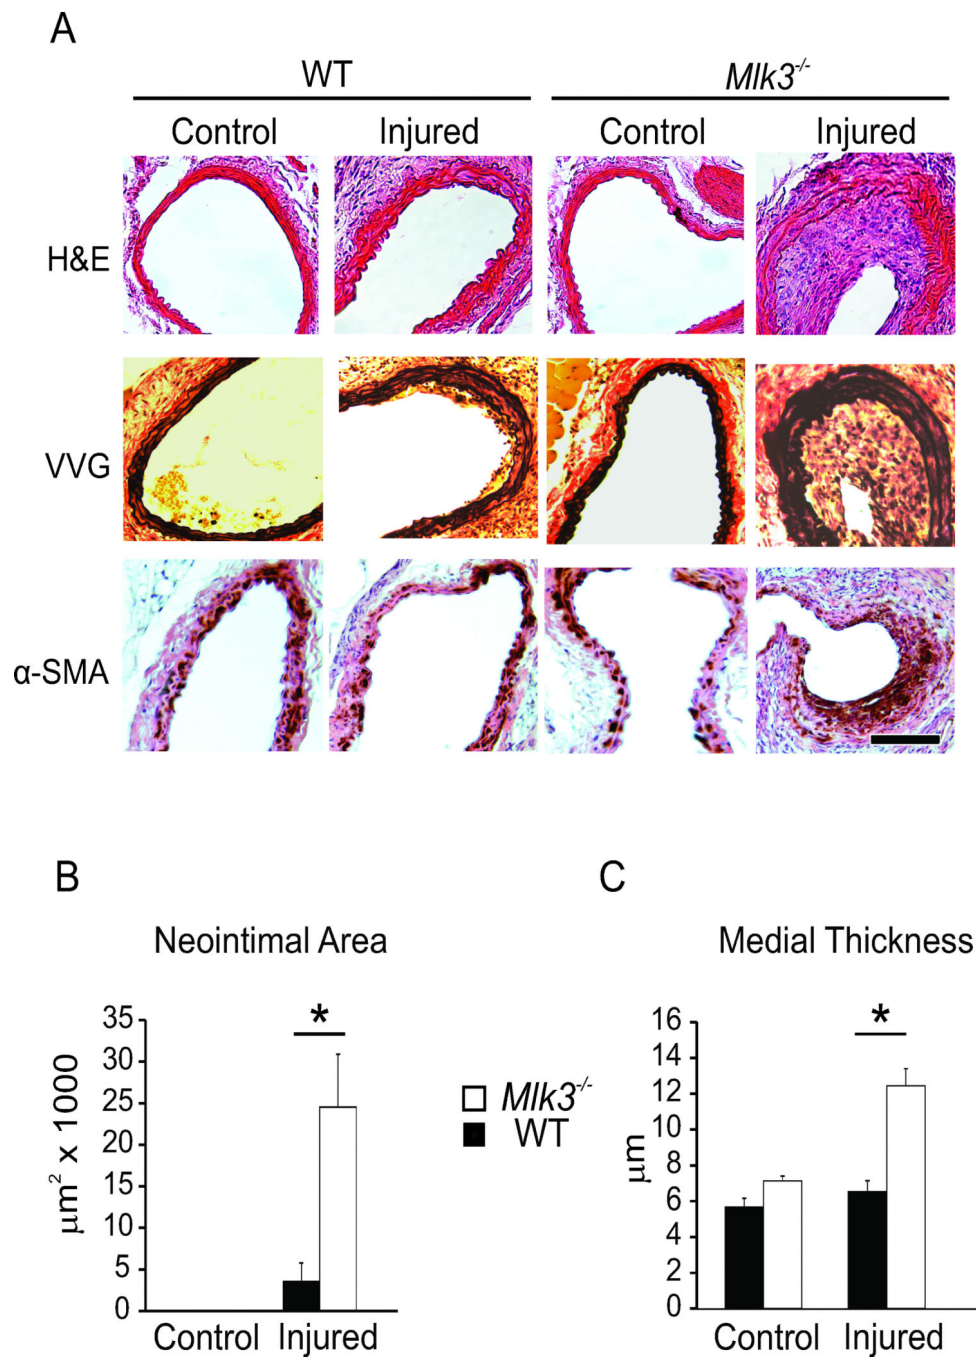 A
WT Mlk3-/-
Control Injured Control Injured
H&E
VVG
α-SMA
B C
Neointimal Area Medial Thickness
35
30
25
20
15
10
5
0
μm² x 1000
*
Control Injured
Mlk3-/-
WT
16
14
12
10
8
6
4
2
0
μm
*
Control Injured